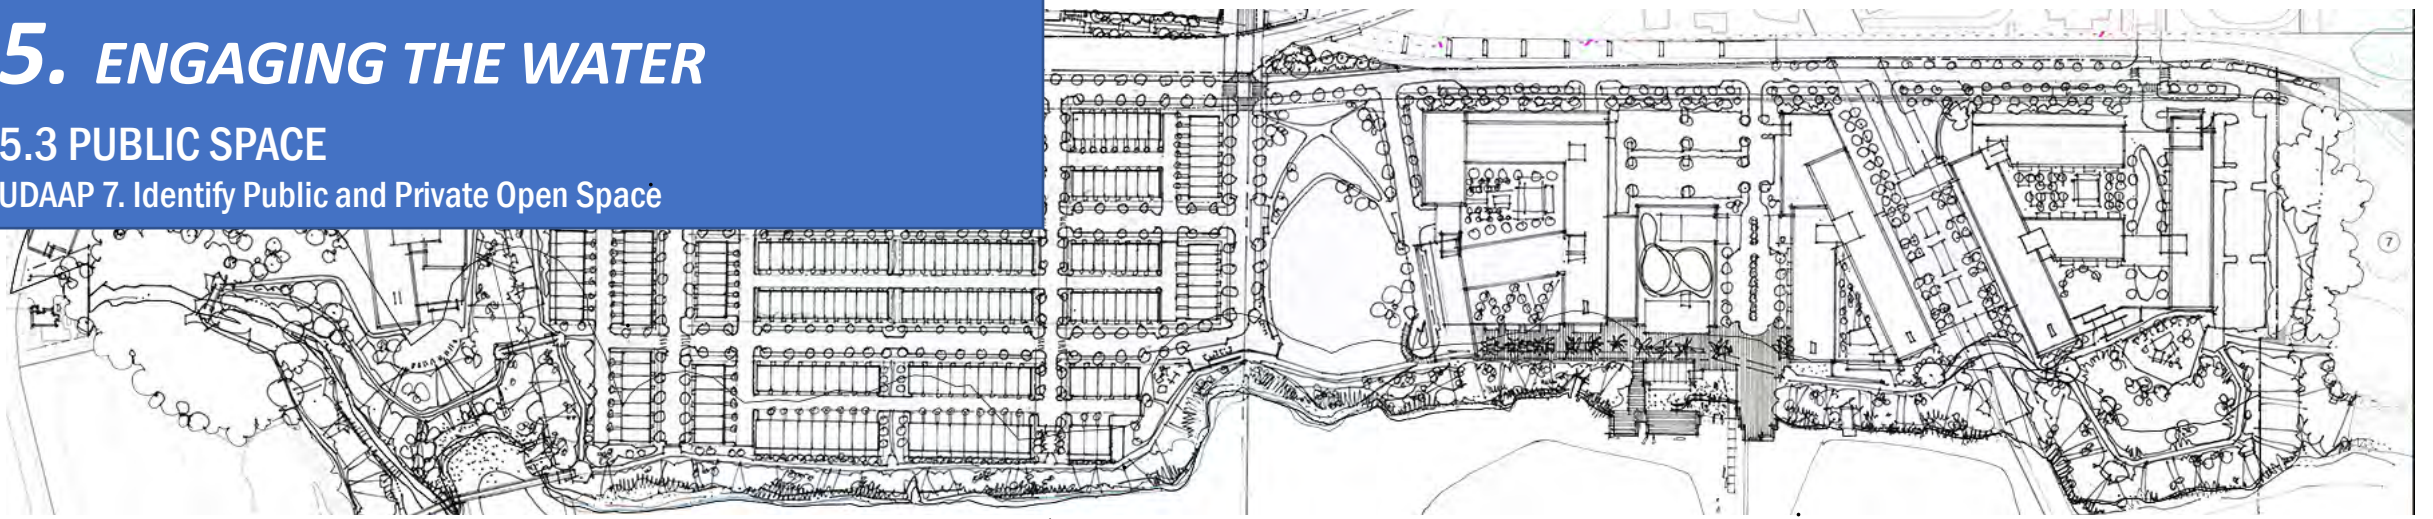 5. ENGAGING THE WATER
5.3 PUBLIC SPACE
UDAAP 7. Identify Public and Private Open Space
7